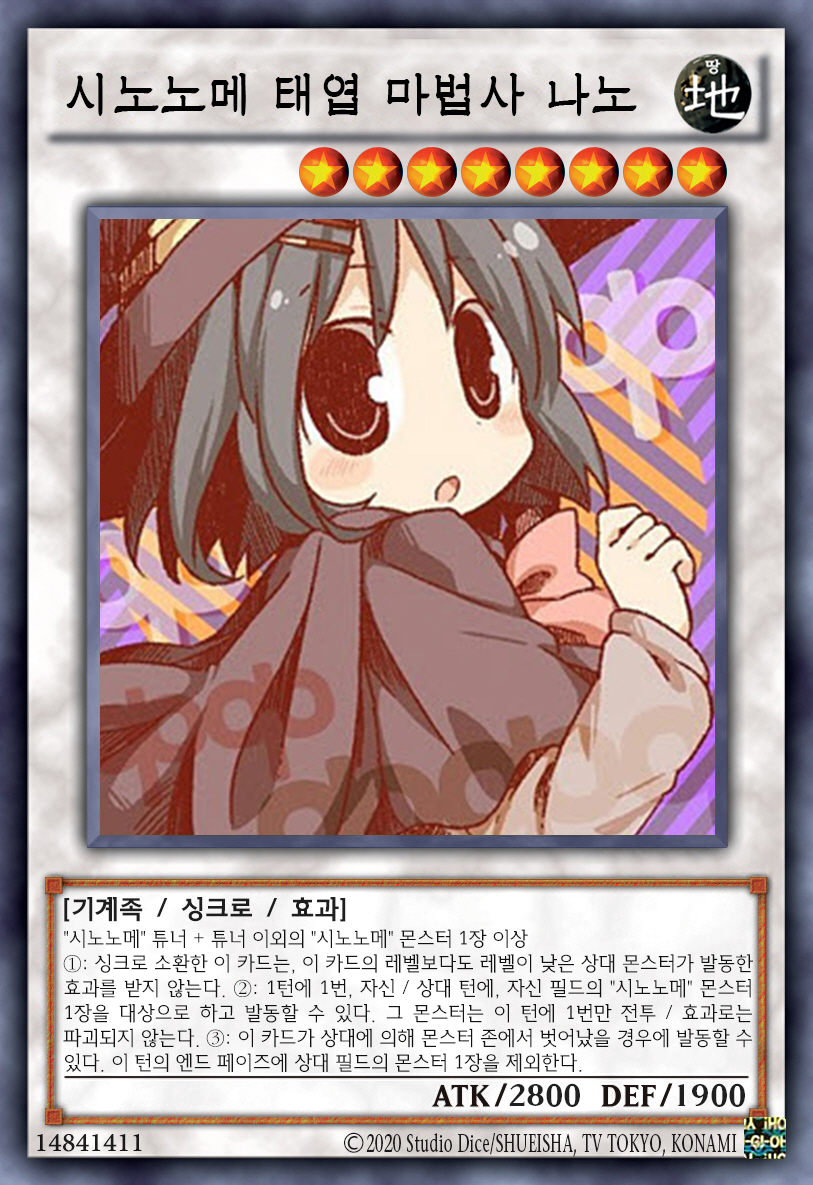 시노노메 태엽 마법사 나노
땅
地
[기계족 / 싱크로 / 효과]
"시노노메" 튜너 + 튜너 이외의 "시노노메" 몬스터 1장 이상
①: 싱크로 소환한 이 카드는, 이 카드의 레벨보다도 레벨이 낮은 상대 몬스터가 발동한
효과를 받지 않는다. ②: 1턴에 1번, 자신 / 상대 턴에, 자신 필드의 "시노노메" 몬스터
1장을 대상으로 하고 발동할 수 있다. 그 몬스터는 이 턴에 1번만 전투 / 효과로는
파괴되지 않는다. ③: 이 카드가 상대에 의해 몬스터 존에서 벗어났을 경우에 발동할 수
있다. 이 턴의 엔드 페이즈에 상대 필드의 몬스터 1장을 제외한다.
ATK/2800 DEF/1900
14841411
©2020 Studio Dice/SHUEISHA, TV TOKYO, KONAMI